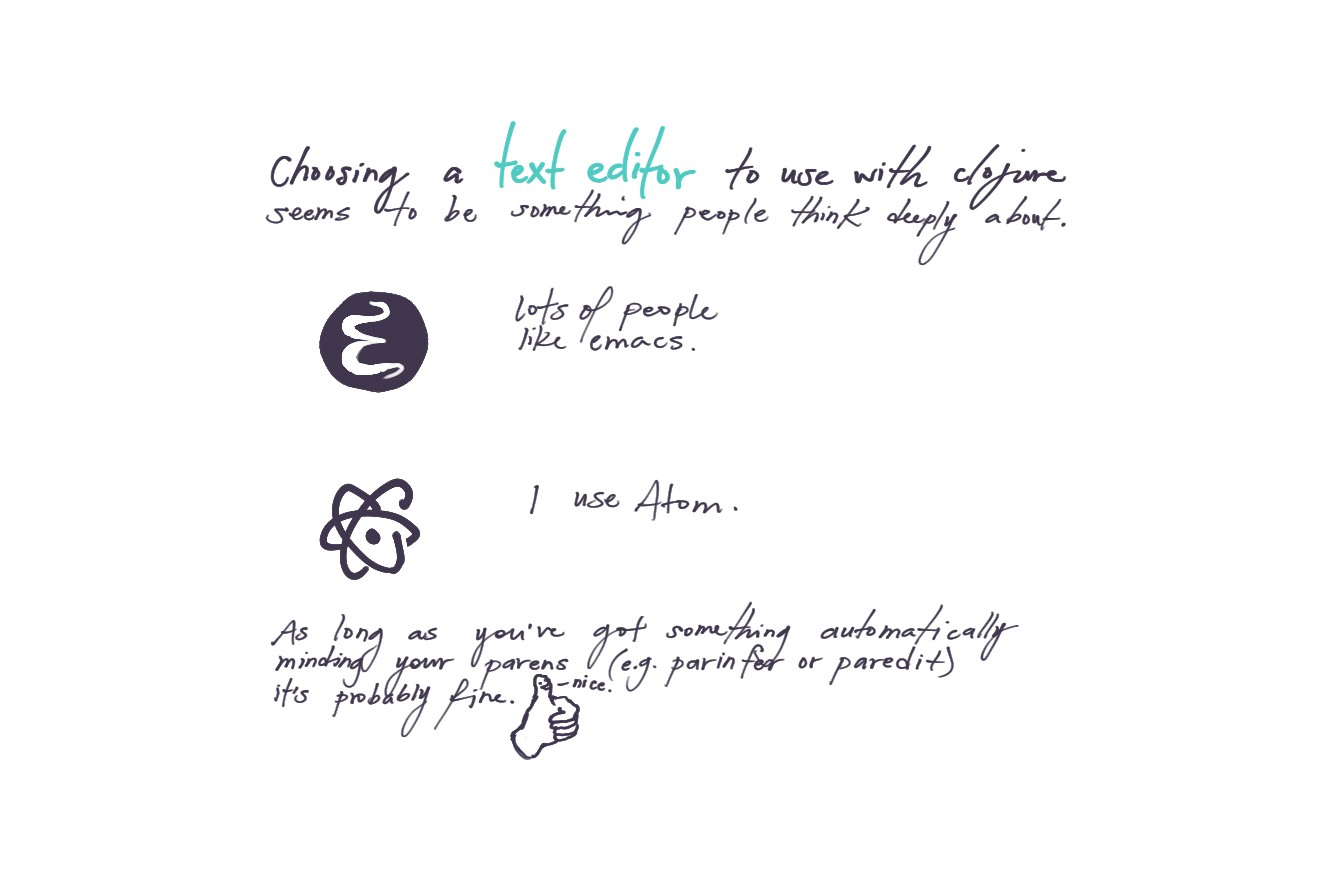 Choosing a text editor to use with clojure
seems to be something people think deeply about.
lots of people
like emacs.
I use Atom.
As long as you've got something automatically
minding your parens (e.g. parinfer or paredit)
it's probably fine.
nice.